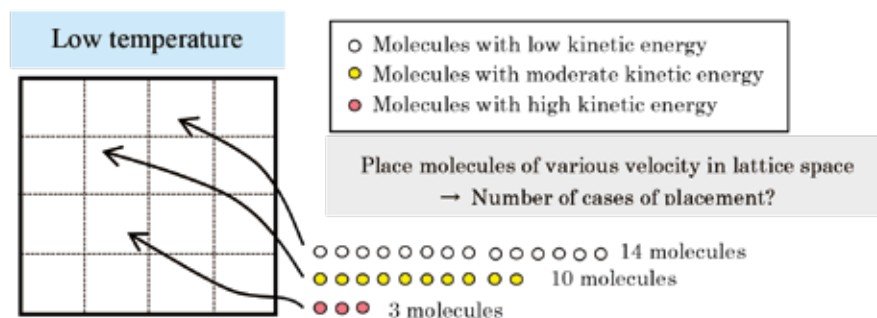 Low temperature
Molecules with low kinetic energy
Molecules with moderate kinetic energy
Molecules with high kinetic energy
Place molecules of various velocity in lattice space
→ Number of cases of placement?
14 molecules
10 molecules
3 molecules